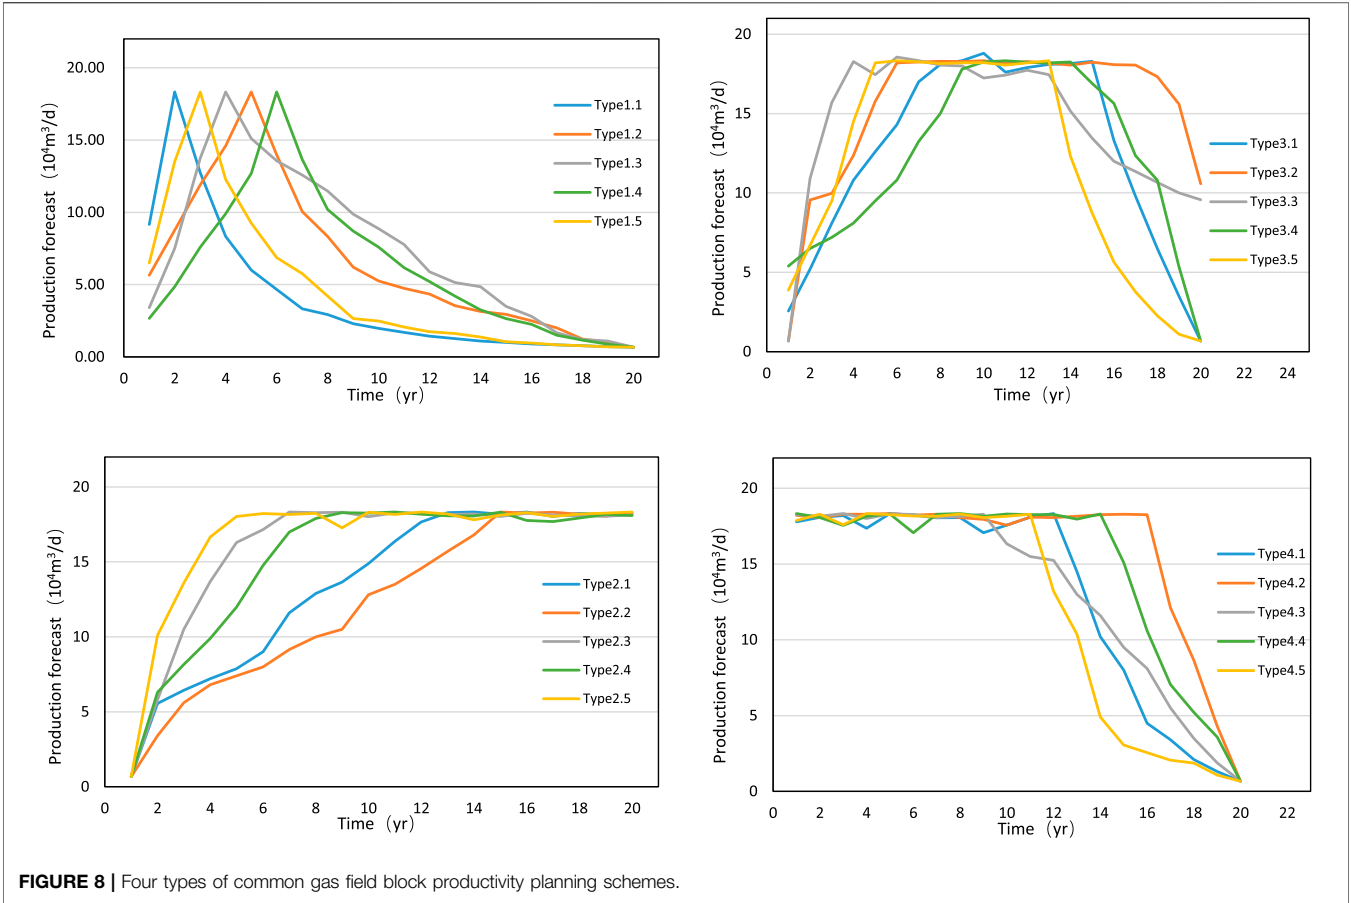 20.00
15.00
10.00
5.00
0.00
Production forecast（10⁴m³/d）
0 2 4 6 8 10 12 14 16 18 20
Time（yr）
Type1.1
Type1.2
Type1.3
Type1.4
Type1.5
20
15
10
5
0
Production forecast（10⁴m³/d）
0 2 4 6 8 10 12 14 16 18 20 22 24
Time（yr）
Type3.1
Type3.2
Type3.3
Type3.4
Type3.5
20
15
10
5
0
Production forecast（10⁴m³/d）
0 2 4 6 8 10 12 14 16 18 20
Time（yr）
Type2.1
Type2.2
Type2.3
Type2.4
Type2.5
20
15
10
5
0
Production forecast（10⁴m³/d）
0 2 4 6 8 10 12 14 16 18 20 22
Time（yr）
Type4.1
Type4.2
Type4.3
Type4.4
Type4.5
FIGURE 8 | Four types of common gas field block productivity planning schemes.